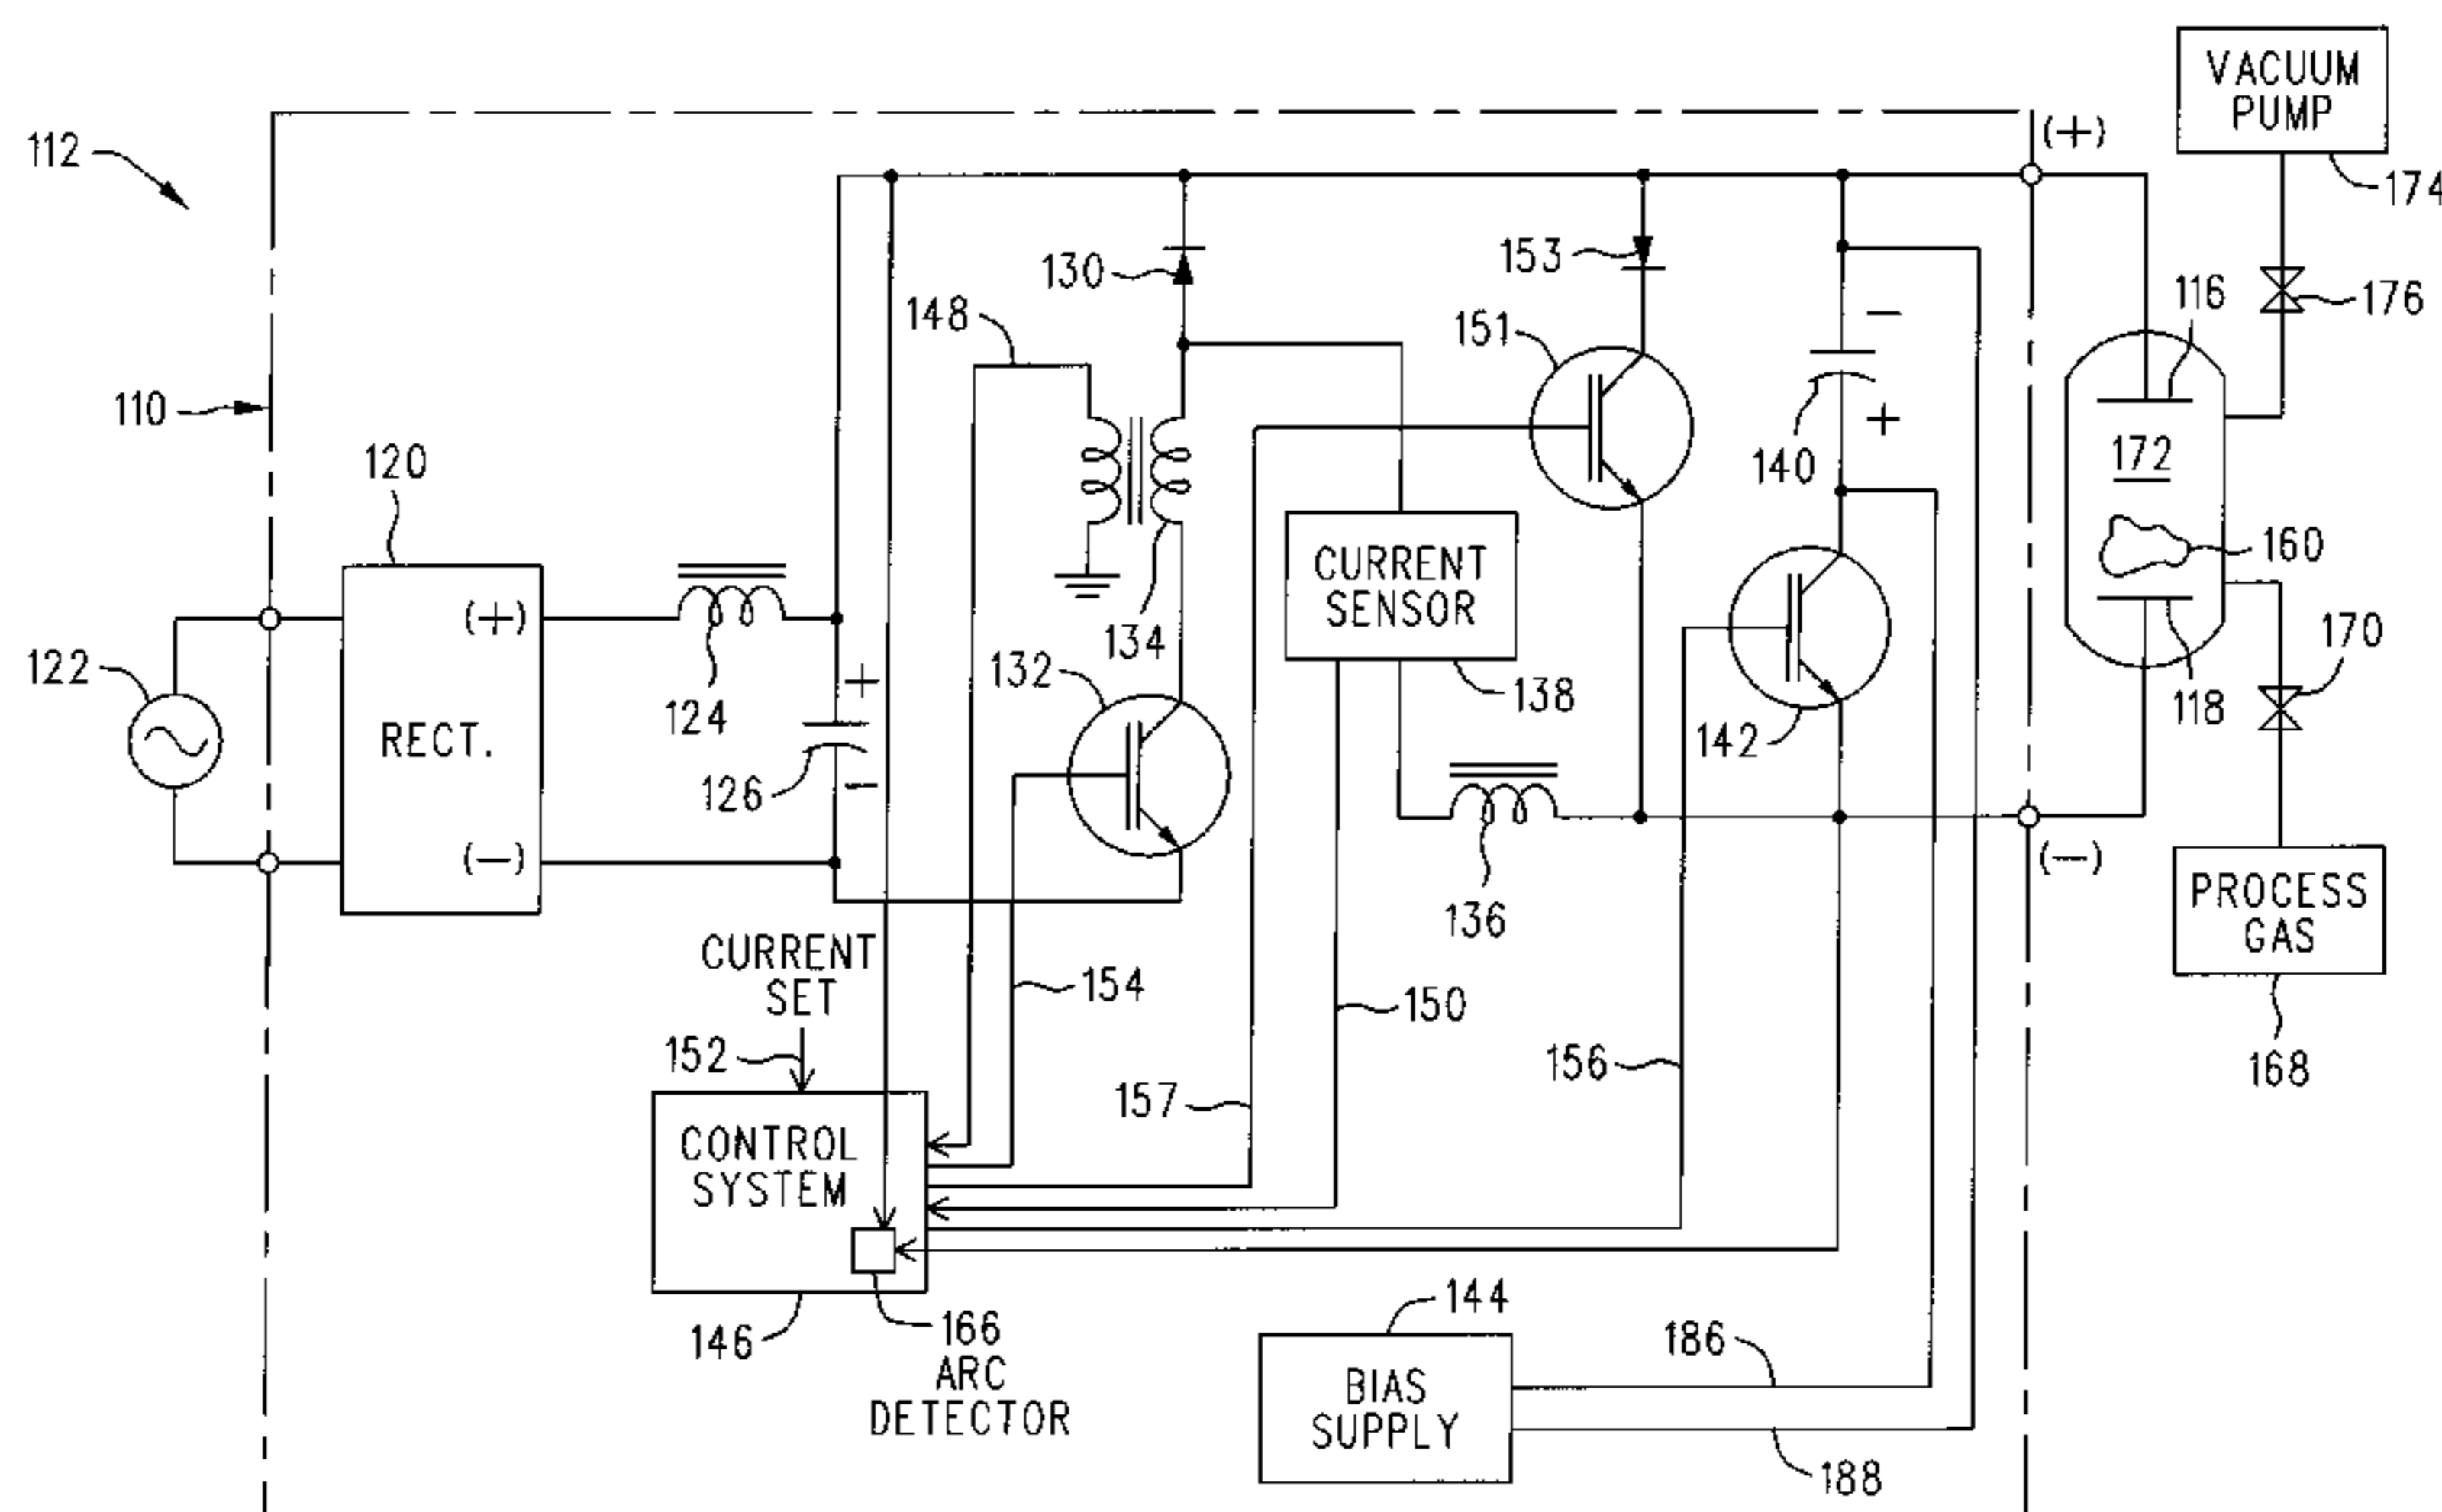 VACUUM
PUMP
174
112
(+)
130
153
116
176
148
151
110
120
140
172
−
+
CURRENT
SENSOR
160
(+)
134
122
132
170
+
124
138
118
RECT.
142
126
−
(−)
(−)
136
PROCESS
GAS
CURRENT
SET
154
150
152
156
168
157
CONTROL
SYSTEM
144
146
166
ARC
DETECTOR
186
BIAS
SUPPLY
188